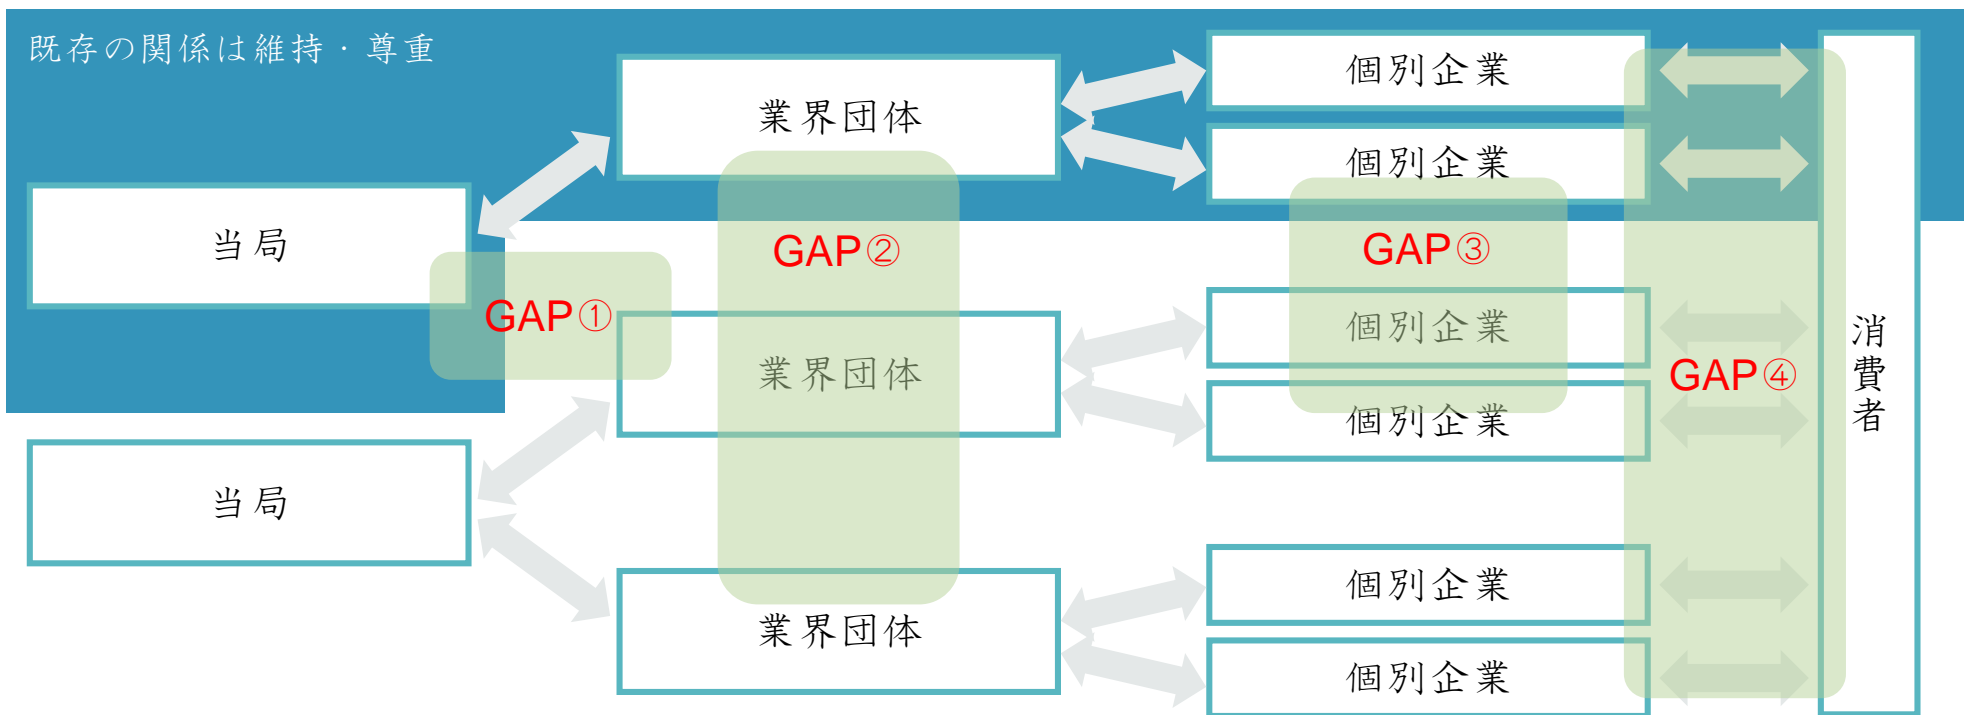 既存の関係は維持・尊重
個別企業
業界団体
個別企業
当局
GAP①
GAP②
GAP③
業界団体
個別企業
個別企業
GAP④
消費者
当局
業界団体
個別企業
個別企業